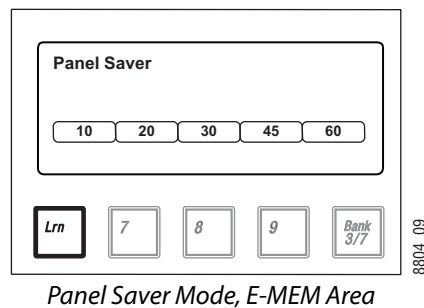 Panel Saver
10 20 30 45 60
Lrn 7 8 9 Bank
3/7
8804_09
Panel Saver Mode, E-MEM Area